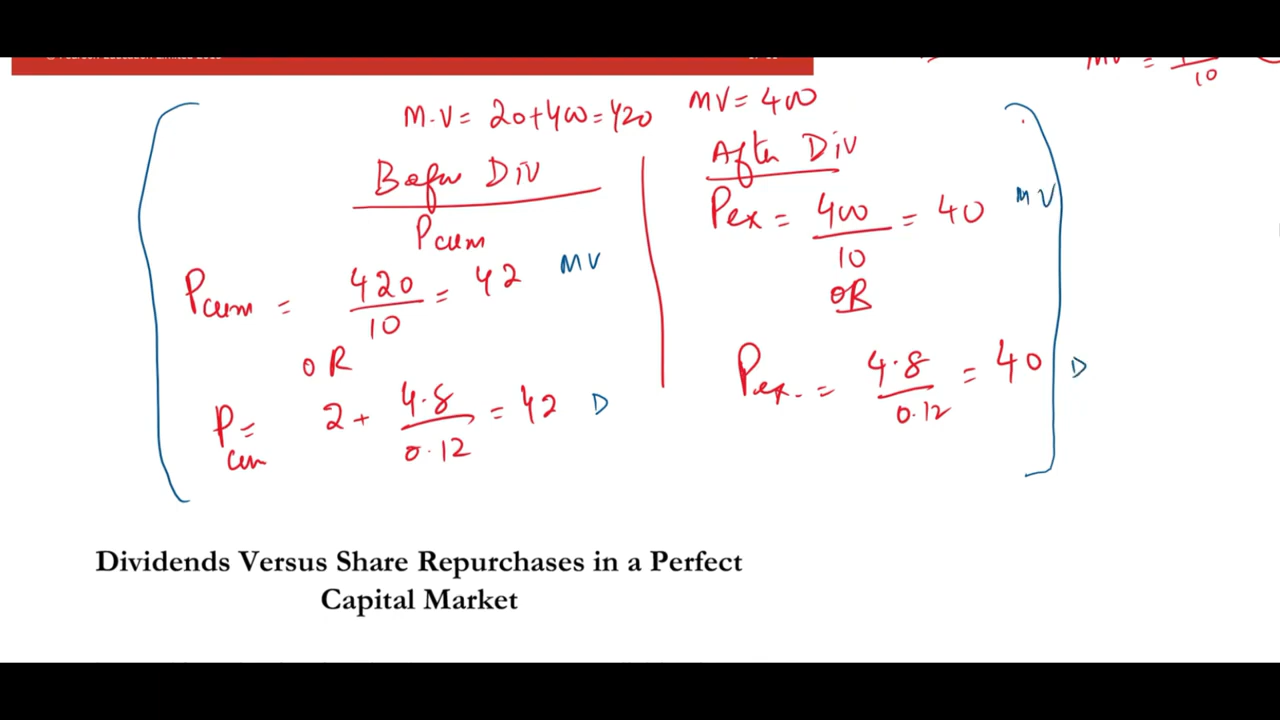 M.V = 20+400=420
MV = 400
Before DIV
After DIV
Pcum
Pex = 400/10 = 40 MV
Pcum = 420/10 = 42 MV
OR
OR
Pcum = 2 + 4.8/0.12 = 42 D
Pex. = 4.8/0.12 = 40 D
Dividends Versus Share Repurchases in a Perfect
Capital Market